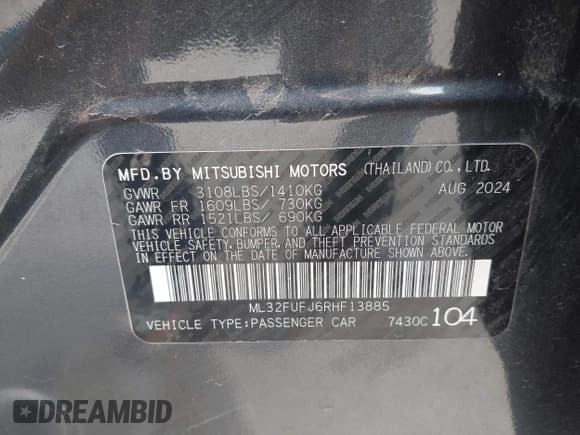 MFD.BY MITSUBISHI MOTORS (THAILAND)CO.,LTD.
GVWR 3108LBS/1410KG AUG 2024
GAWR FR 1609LBS/ 730KG
GAWR RR 1521LBS/ 690KG
THIS VEHICLE CONFORMS TO ALL APPLICABLE FEDERAL MOTOR
VEHICLE SAFETY, BUMPER, AND THEFT PREVENTION STANDARDS
IN EFFECT ON THE DATE OF MANUFACTURE SHOWN ABOVE.
ML32FUFJ6RHF13885
VEHICLE TYPE:PASSENGER CAR 7430C 104
DREAMBID